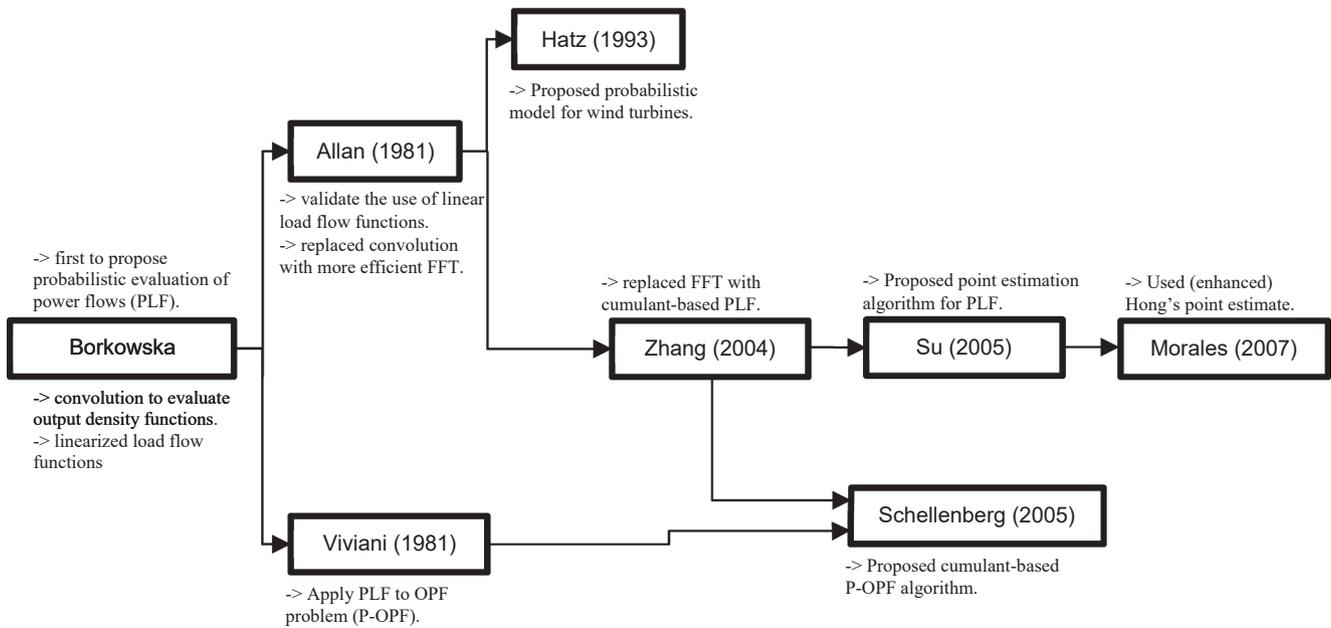 Hatz (1993)
-> Proposed probabilistic
model for wind turbines.
Allan (1981)
-> validate the use of linear
load flow functions.
-> replaced convolution
with more efficient FFT.
-> first to propose
probabilistic evaluation of
power flows (PLF).
Borkowska
-> convolution to evaluate
output density functions.
-> linearized load flow
functions
-> replaced FFT with
cumulant-based PLF.
Zhang (2004)
-> Proposed point estimation
algorithm for PLF.
Su (2005)
-> Used (enhanced)
Hong's point estimate.
Morales (2007)
Viviani (1981)
-> Apply PLF to OPF
problem (P-OPF).
Schellenberg (2005)
-> Proposed cumulant-based
P-OPF algorithm.